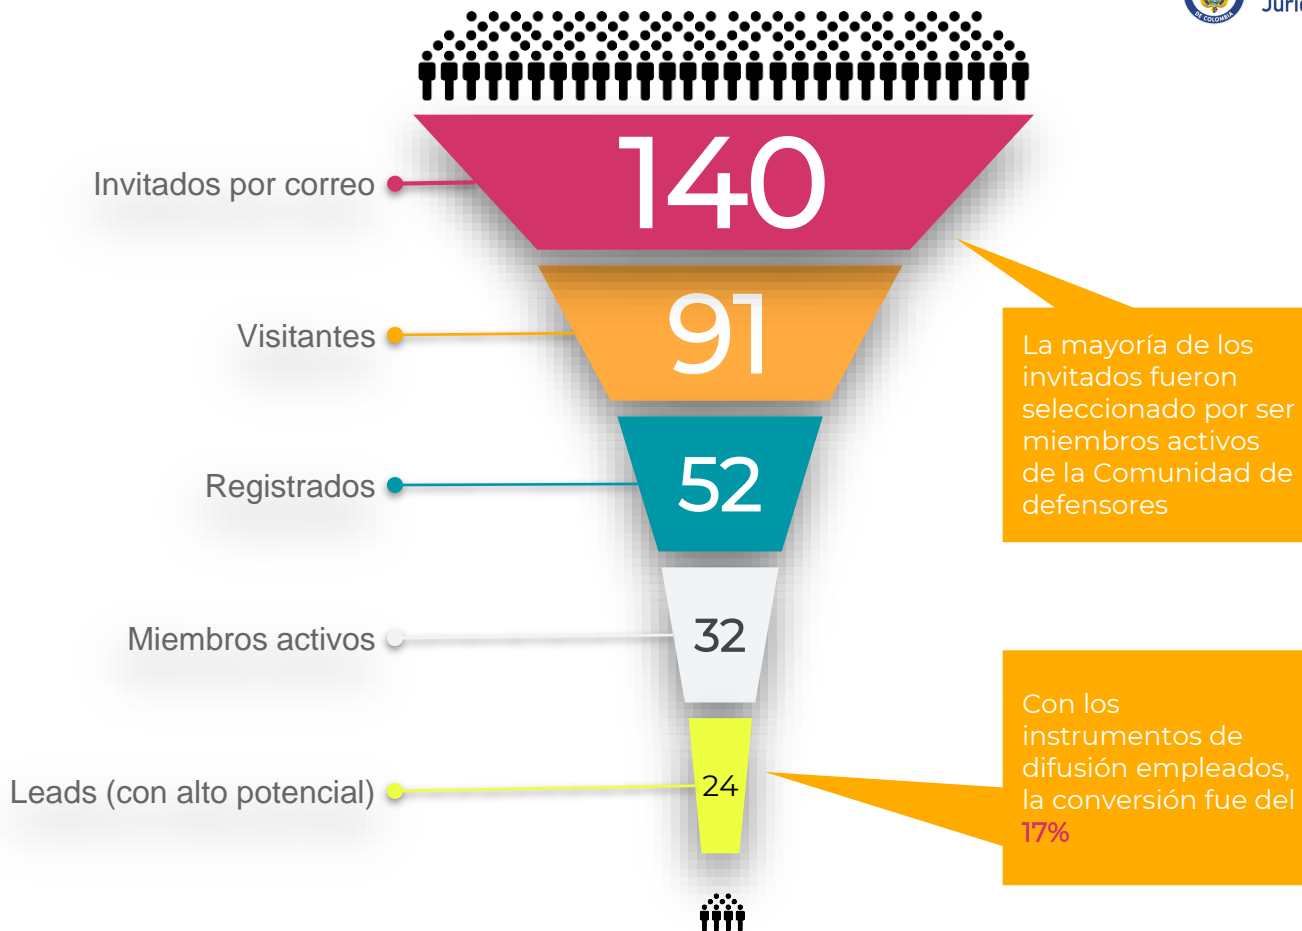 DE COLOMBIA
140
Invitados por correo
91
Visitantes
La mayoría de los
invitados fueron
seleccionado por ser
miembros activos
de la Comunidad de
defensores
52
Registrados
32
Miembros activos
Con los
instrumentos de
difusión empleados,
la conversión fue del
17%
24
Leads (con alto potencial)